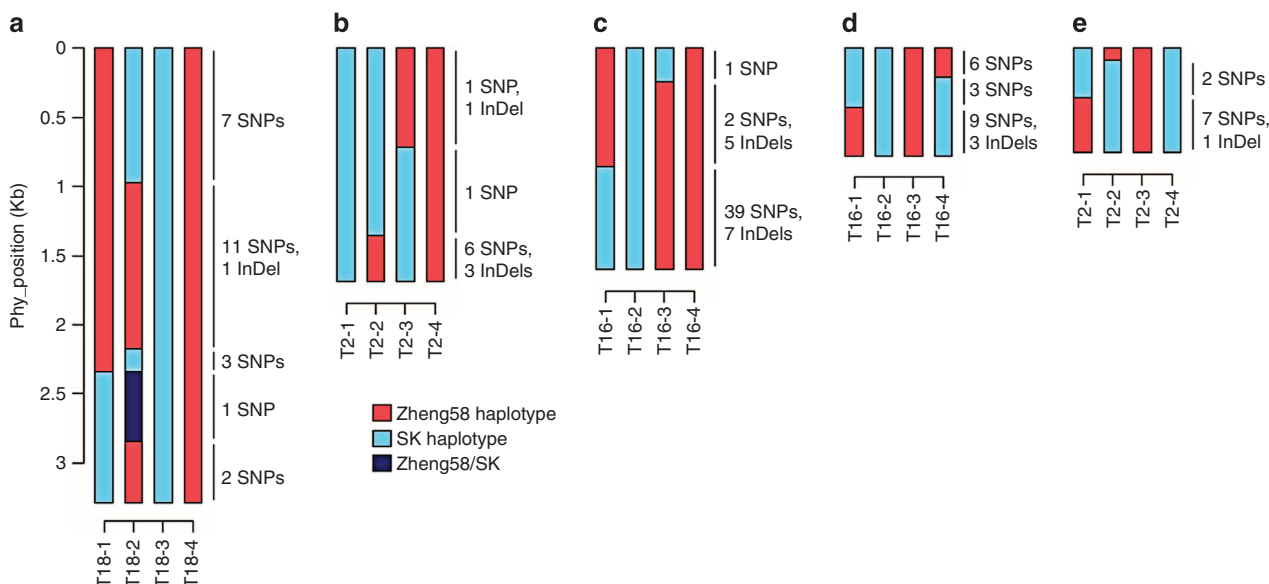 a
Phy_position (Kb)
0
0.5
1
1.5
2
2.5
3
7 SNPs
11 SNPs,
1 InDel
3 SNPs
1 SNP
2 SNPs
T18-1
T18-2
T18-3
T18-4
b
1 SNP,
1 InDel
1 SNP
6 SNPs,
3 InDels
T2-1
T2-2
T2-3
T2-4
Zheng58 haplotype
SK haplotype
Zheng58/SK
c
1 SNP
2 SNPs,
5 InDels
39 SNPs,
7 InDels
T16-1
T16-2
T16-3
T16-4
d
6 SNPs
3 SNPs
9 SNPs,
3 InDels
T16-1
T16-2
T16-3
T16-4
e
2 SNPs
7 SNPs,
1 InDel
T2-1
T2-2
T2-3
T2-4